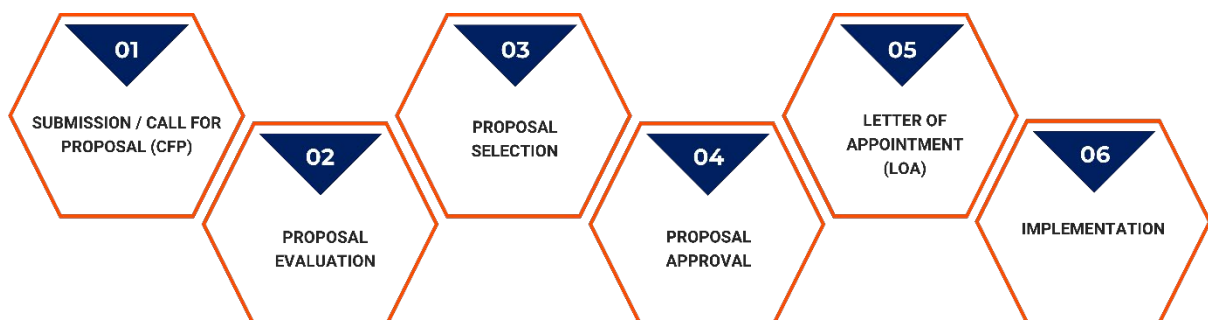 01
SUBMISSION / CALL FOR
PROPOSAL (CFP)
02
PROPOSAL
EVALUATION
03
PROPOSAL
SELECTION
04
PROPOSAL
APPROVAL
05
LETTER OF
APPOINTMENT
(LOA)
06
IMPLEMENTATION